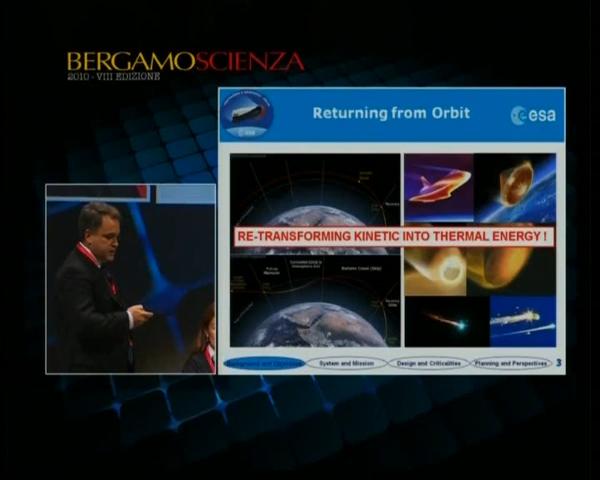 BERGAMOSCIENZA
2010 - VIII EDIZIONE
Returning from Orbit
esa
RE-TRANSFORMING KINETIC INTO THERMAL ENERGY !
System and Mission
Design and Criticalities
Planning and Perspectives
3